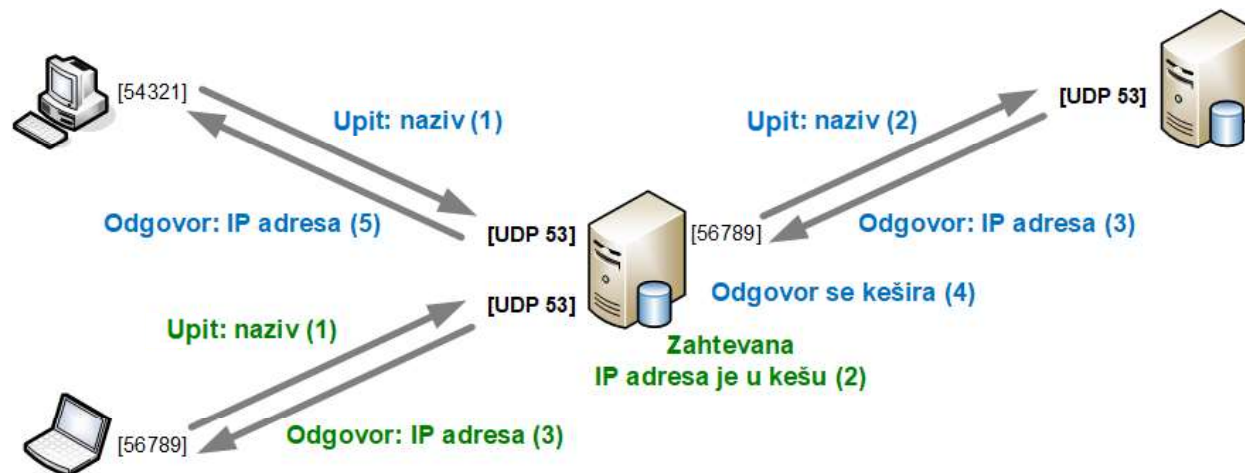 [54321]
Upit: naziv (1)
Odgovor: IP adresa (5)
[UDP 53]
Upit: naziv (2)
[UDP 53]
Odgovor: IP adresa (3)
[56789]
Odgovor se kešira (4)
[UDP 53]
Upit: naziv (1)
Zahtevana
IP adresa je u kešu (2)
[56789]
Odgovor: IP adresa (3)